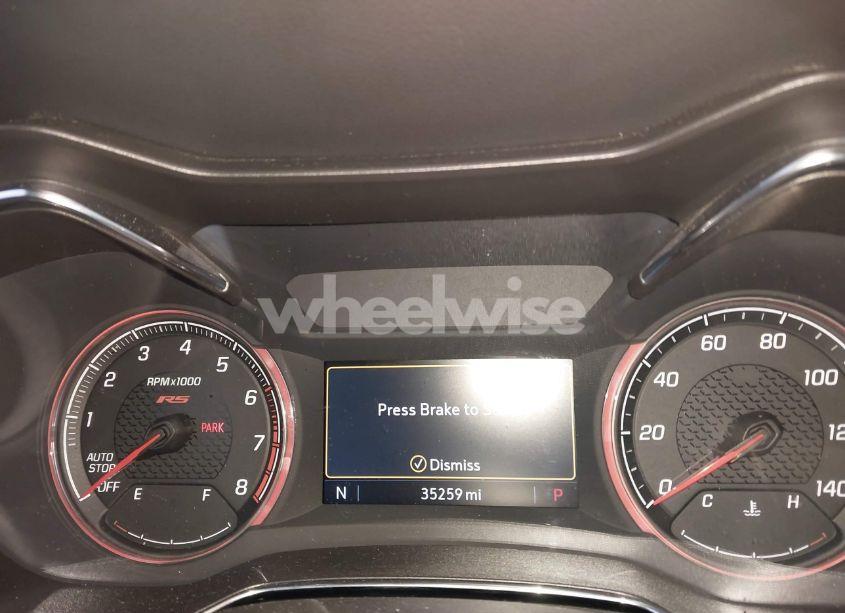 wheelwise
1
2
3
4
5
6
7
8
RPMx1000
RS
PARK
AUTO
STOP
OFF
E
F
Press Brake to
Dismiss
N
35259 mi
P
0
20
40
60
80
100
140
C
H